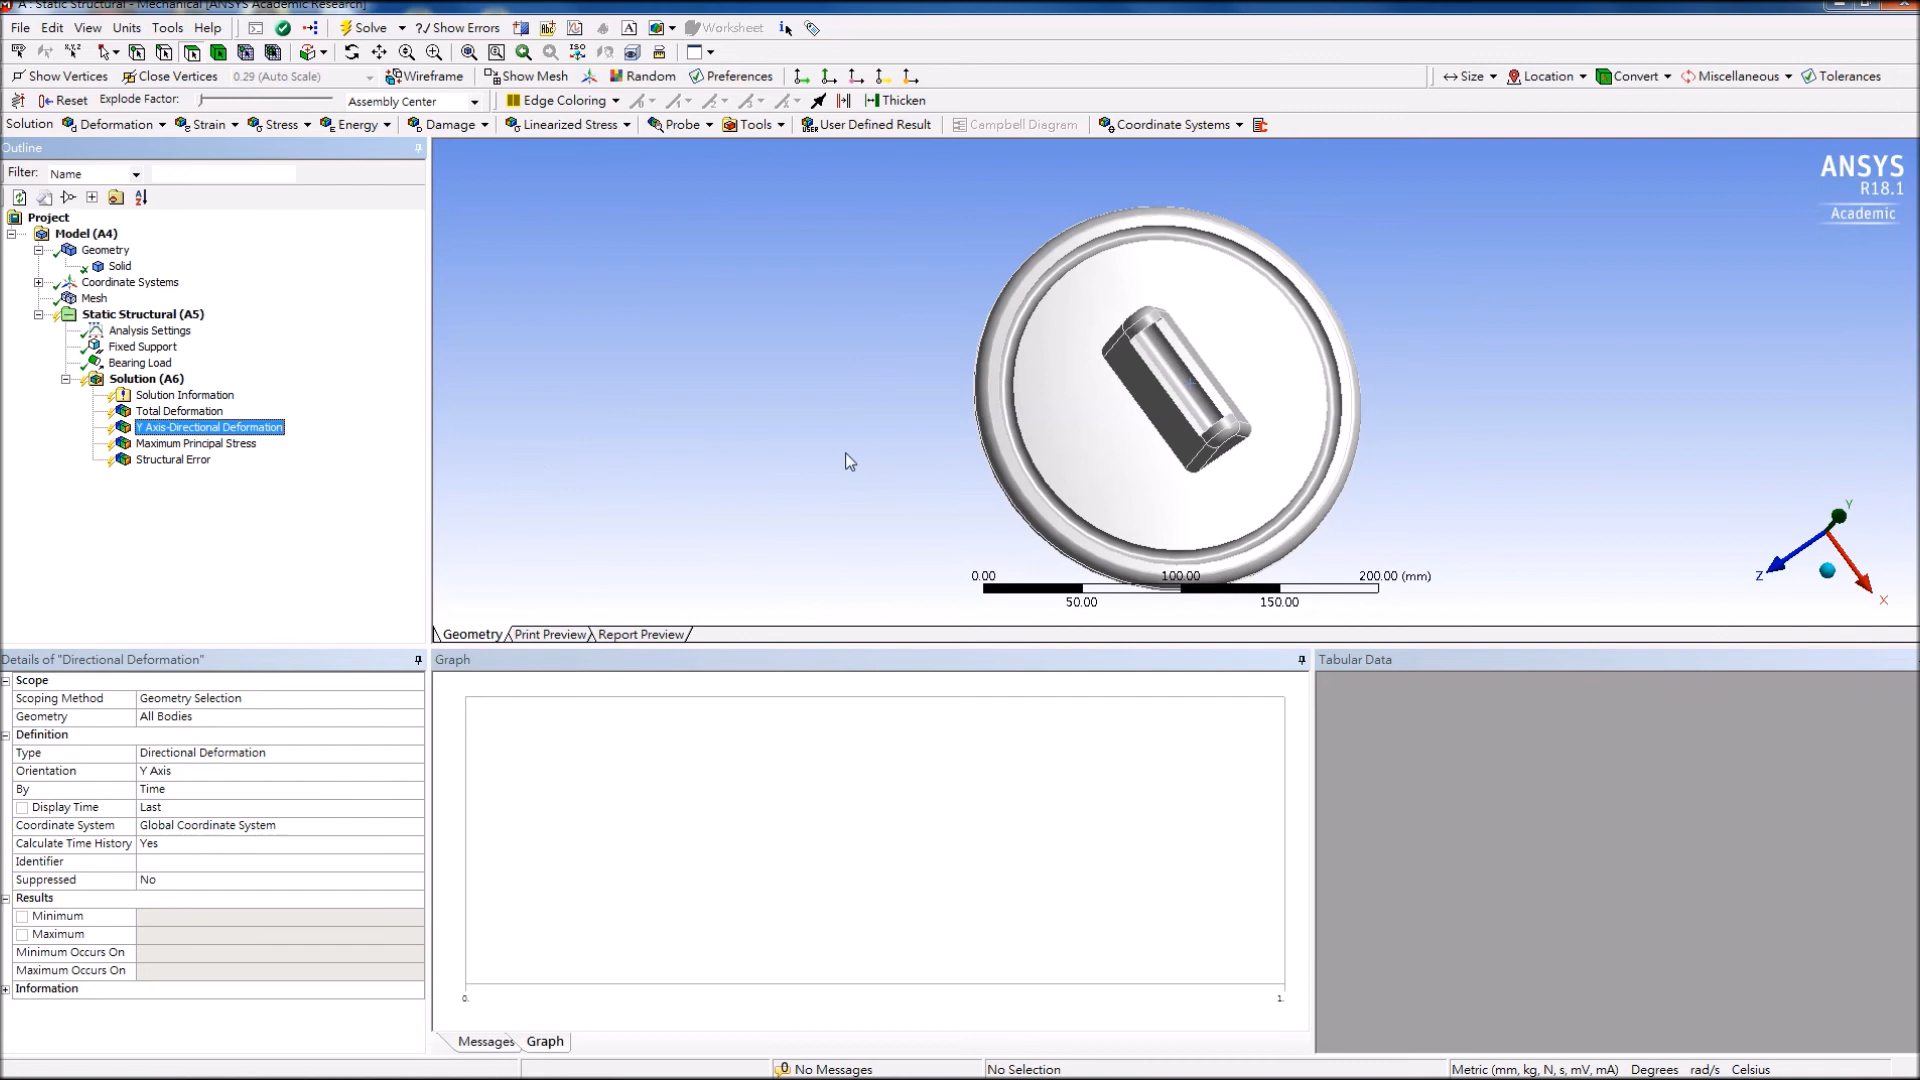 A : Static Structural - Mechanical [ANSYS Academic Research]
File Edit View Units Tools Help Solve ?/ Show Errors Worksheet
Show Vertices Close Vertices 0.29 (Auto Scale) Wireframe Show Mesh Random Preferences Size Location Convert Miscellaneous Tolerances
Reset Explode Factor: Assembly Center Edge Coloring Thicken
Solution Deformation Strain Stress Energy Damage Linearized Stress Probe Tools User Defined Result Campbell Diagram Coordinate Systems
Outline
Filter: Name
Project
Model (A4)
Geometry
Solid
Coordinate Systems
Mesh
Static Structural (A5)
Analysis Settings
Fixed Support
Bearing Load
Solution (A6)
Solution Information
Total Deformation
Y Axis-Directional Deformation
Maximum Principal Stress
Structural Error
ANSYS
R18.1
Academic
Y
Z
X
0.00 100.00 200.00 (mm)
50.00 150.00
Geometry Print Preview Report Preview
Details of "Directional Deformation"
Scope
Scoping Method Geometry Selection
Geometry All Bodies
Definition
Type Directional Deformation
Orientation Y Axis
By Time
Display Time Last
Coordinate System Global Coordinate System
Calculate Time History Yes
Identifier
Suppressed No
Results
Minimum
Maximum
Minimum Occurs On
Maximum Occurs On
Information
Graph
0. 1.
Messages Graph
Tabular Data
No Messages No Selection Metric (mm, kg, N, s, mV, mA) Degrees rad/s Celsius